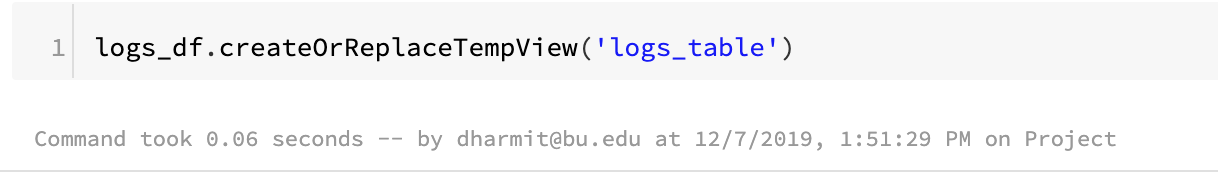 1 logs_df.createOrReplaceTempView('logs_table')
Command took 0.06 seconds -- by dharmit@bu.edu at 12/7/2019, 1:51:29 PM on Project